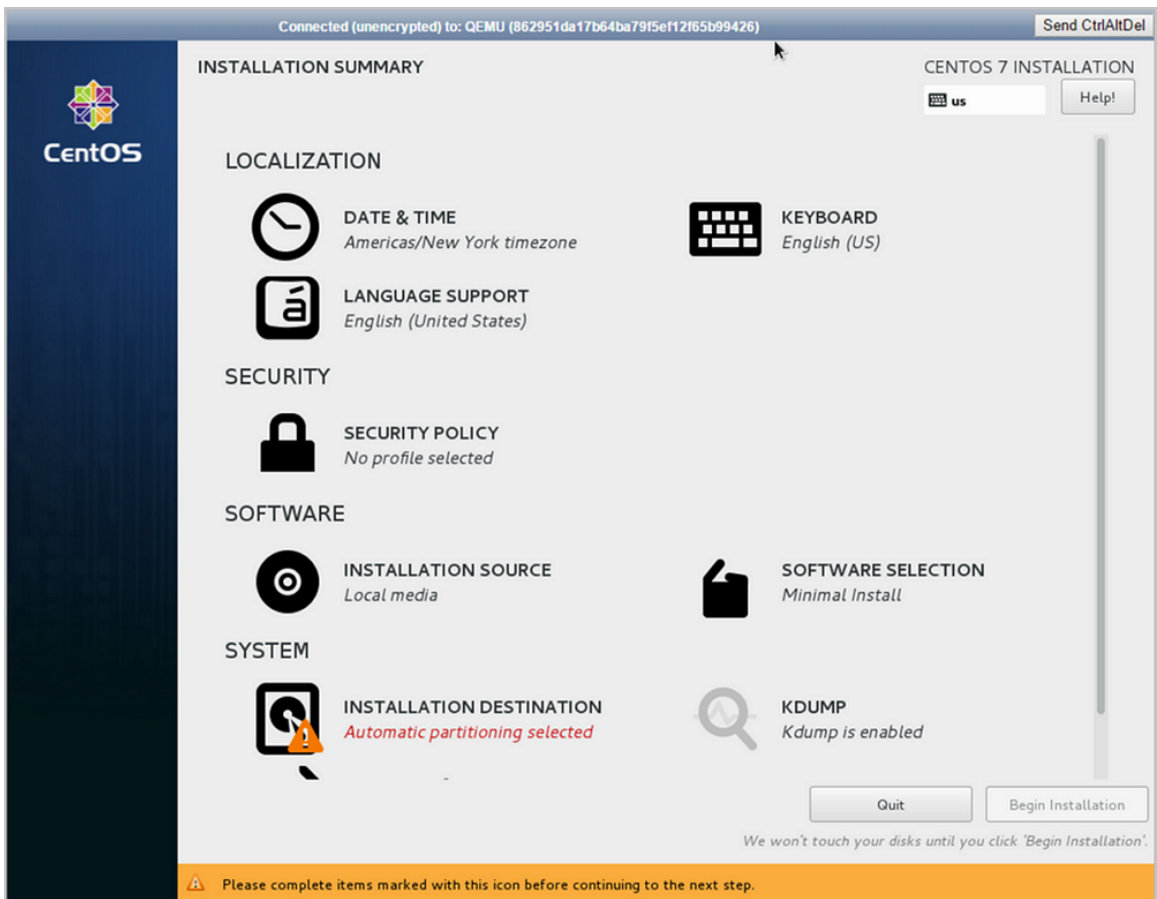 Connected (unencrypted) to: QEMU (862951da17b64ba79f5ef12f65b99426)
Send CtrlAltDel
CentOS
INSTALLATION SUMMARY
CENTOS 7 INSTALLATION
us
Help!
LOCALIZATION
DATE & TIME
Americas/New York timezone
KEYBOARD
English (US)
á
LANGUAGE SUPPORT
English (United States)
SECURITY
SECURITY POLICY
No profile selected
SOFTWARE
INSTALLATION SOURCE
Local media
SOFTWARE SELECTION
Minimal Install
SYSTEM
INSTALLATION DESTINATION
Automatic partitioning selected
KDUMP
Kdump is enabled
Quit
Begin Installation
We won't touch your disks until you click 'Begin Installation'.
Please complete items marked with this icon before continuing to the next step.